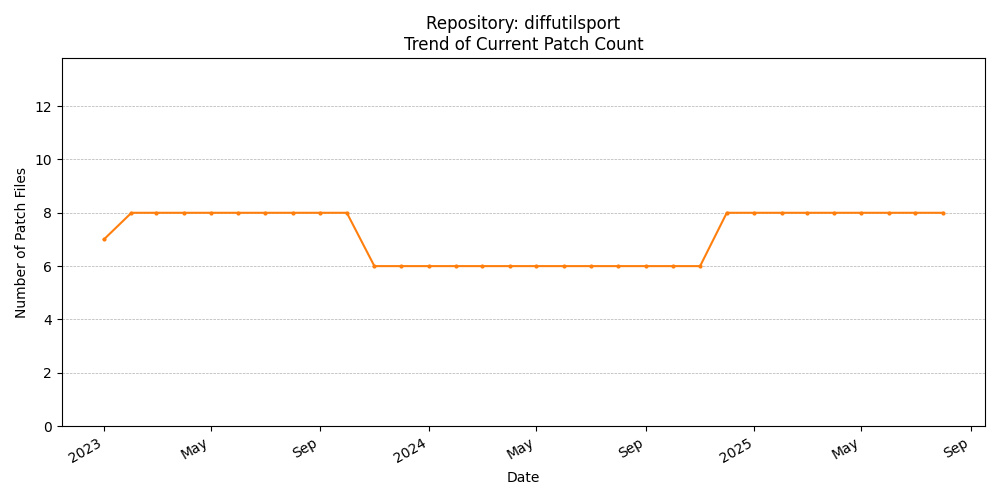 Repository: diffutilsport
Trend of Current Patch Count
Number of Patch Files
12
10
8
6
4
2
0
2023
May
Sep
2024
May
Sep
2025
May
Sep
Date